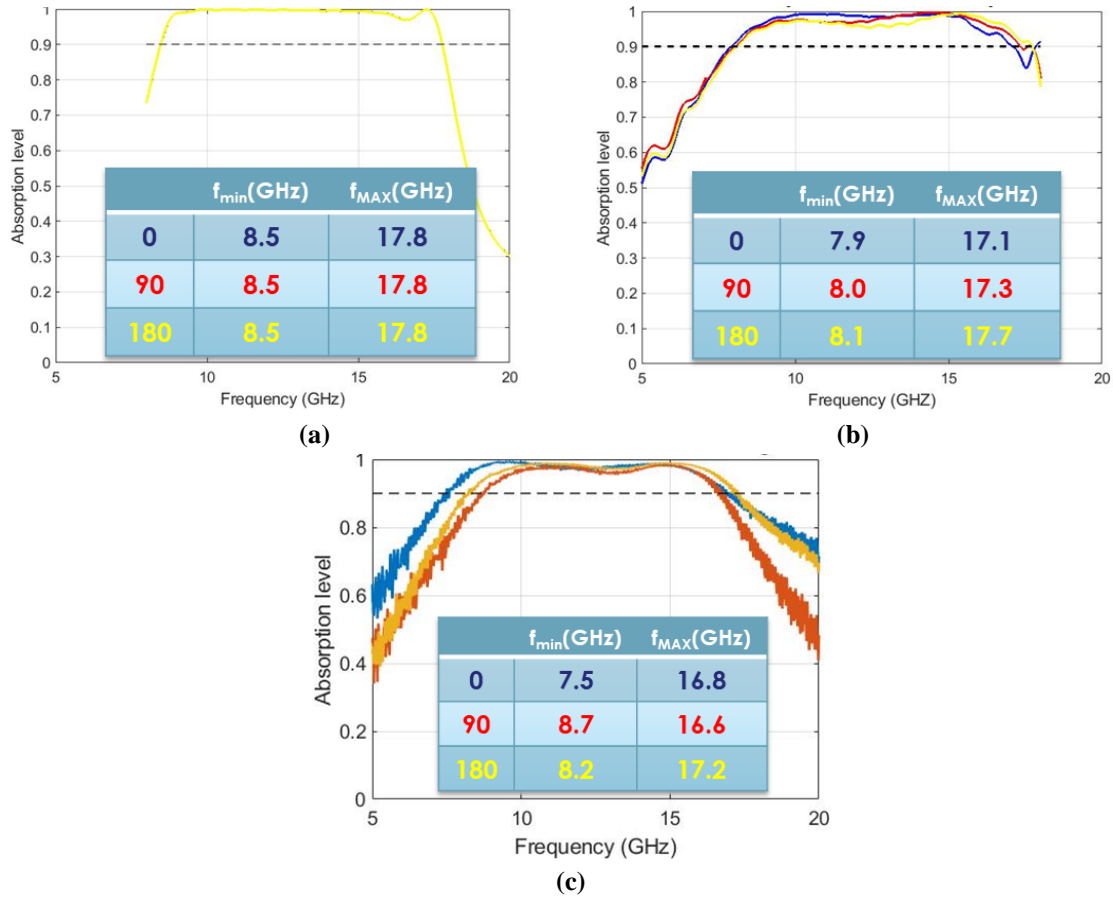 1
0.9
0.8
0.7
0.6
0.5
0.4
0.3
0.2
0.1
0
Absorption level
5
10
15
20
Frequency (GHz)
fmin(GHz) fMAX(GHz)
0 8.5 17.8
90 8.5 17.8
180 8.5 17.8
(a)
1
0.9
0.8
0.7
0.6
0.5
0.4
0.3
0.2
0.1
0
Absorption level
5
10
15
20
Frequency (GHZ)
fmin(GHz) fMAX(GHz)
0 7.9 17.1
90 8.0 17.3
180 8.1 17.7
(b)
1
0.8
0.6
0.4
0.2
0
Absorption level
5
10
15
20
Frequency (GHz)
fmin(GHz) fMAX(GHz)
0 7.5 16.8
90 8.7 16.6
180 8.2 17.2
(c)